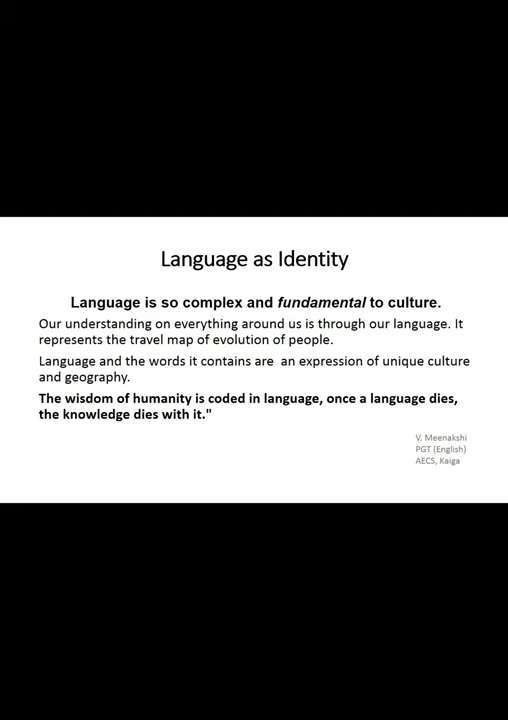 Language as Identity
Language is so complex and fundamental to culture.
Our understanding on everything around us is through our language. It
represents the travel map of evolution of people.
Language and the words it contains are  an expression of unique culture
and geography.
The wisdom of humanity is coded in language, once a language dies,
the knowledge dies with it."
V. Meenakshi
PGT (English)
AECS, Kaiga